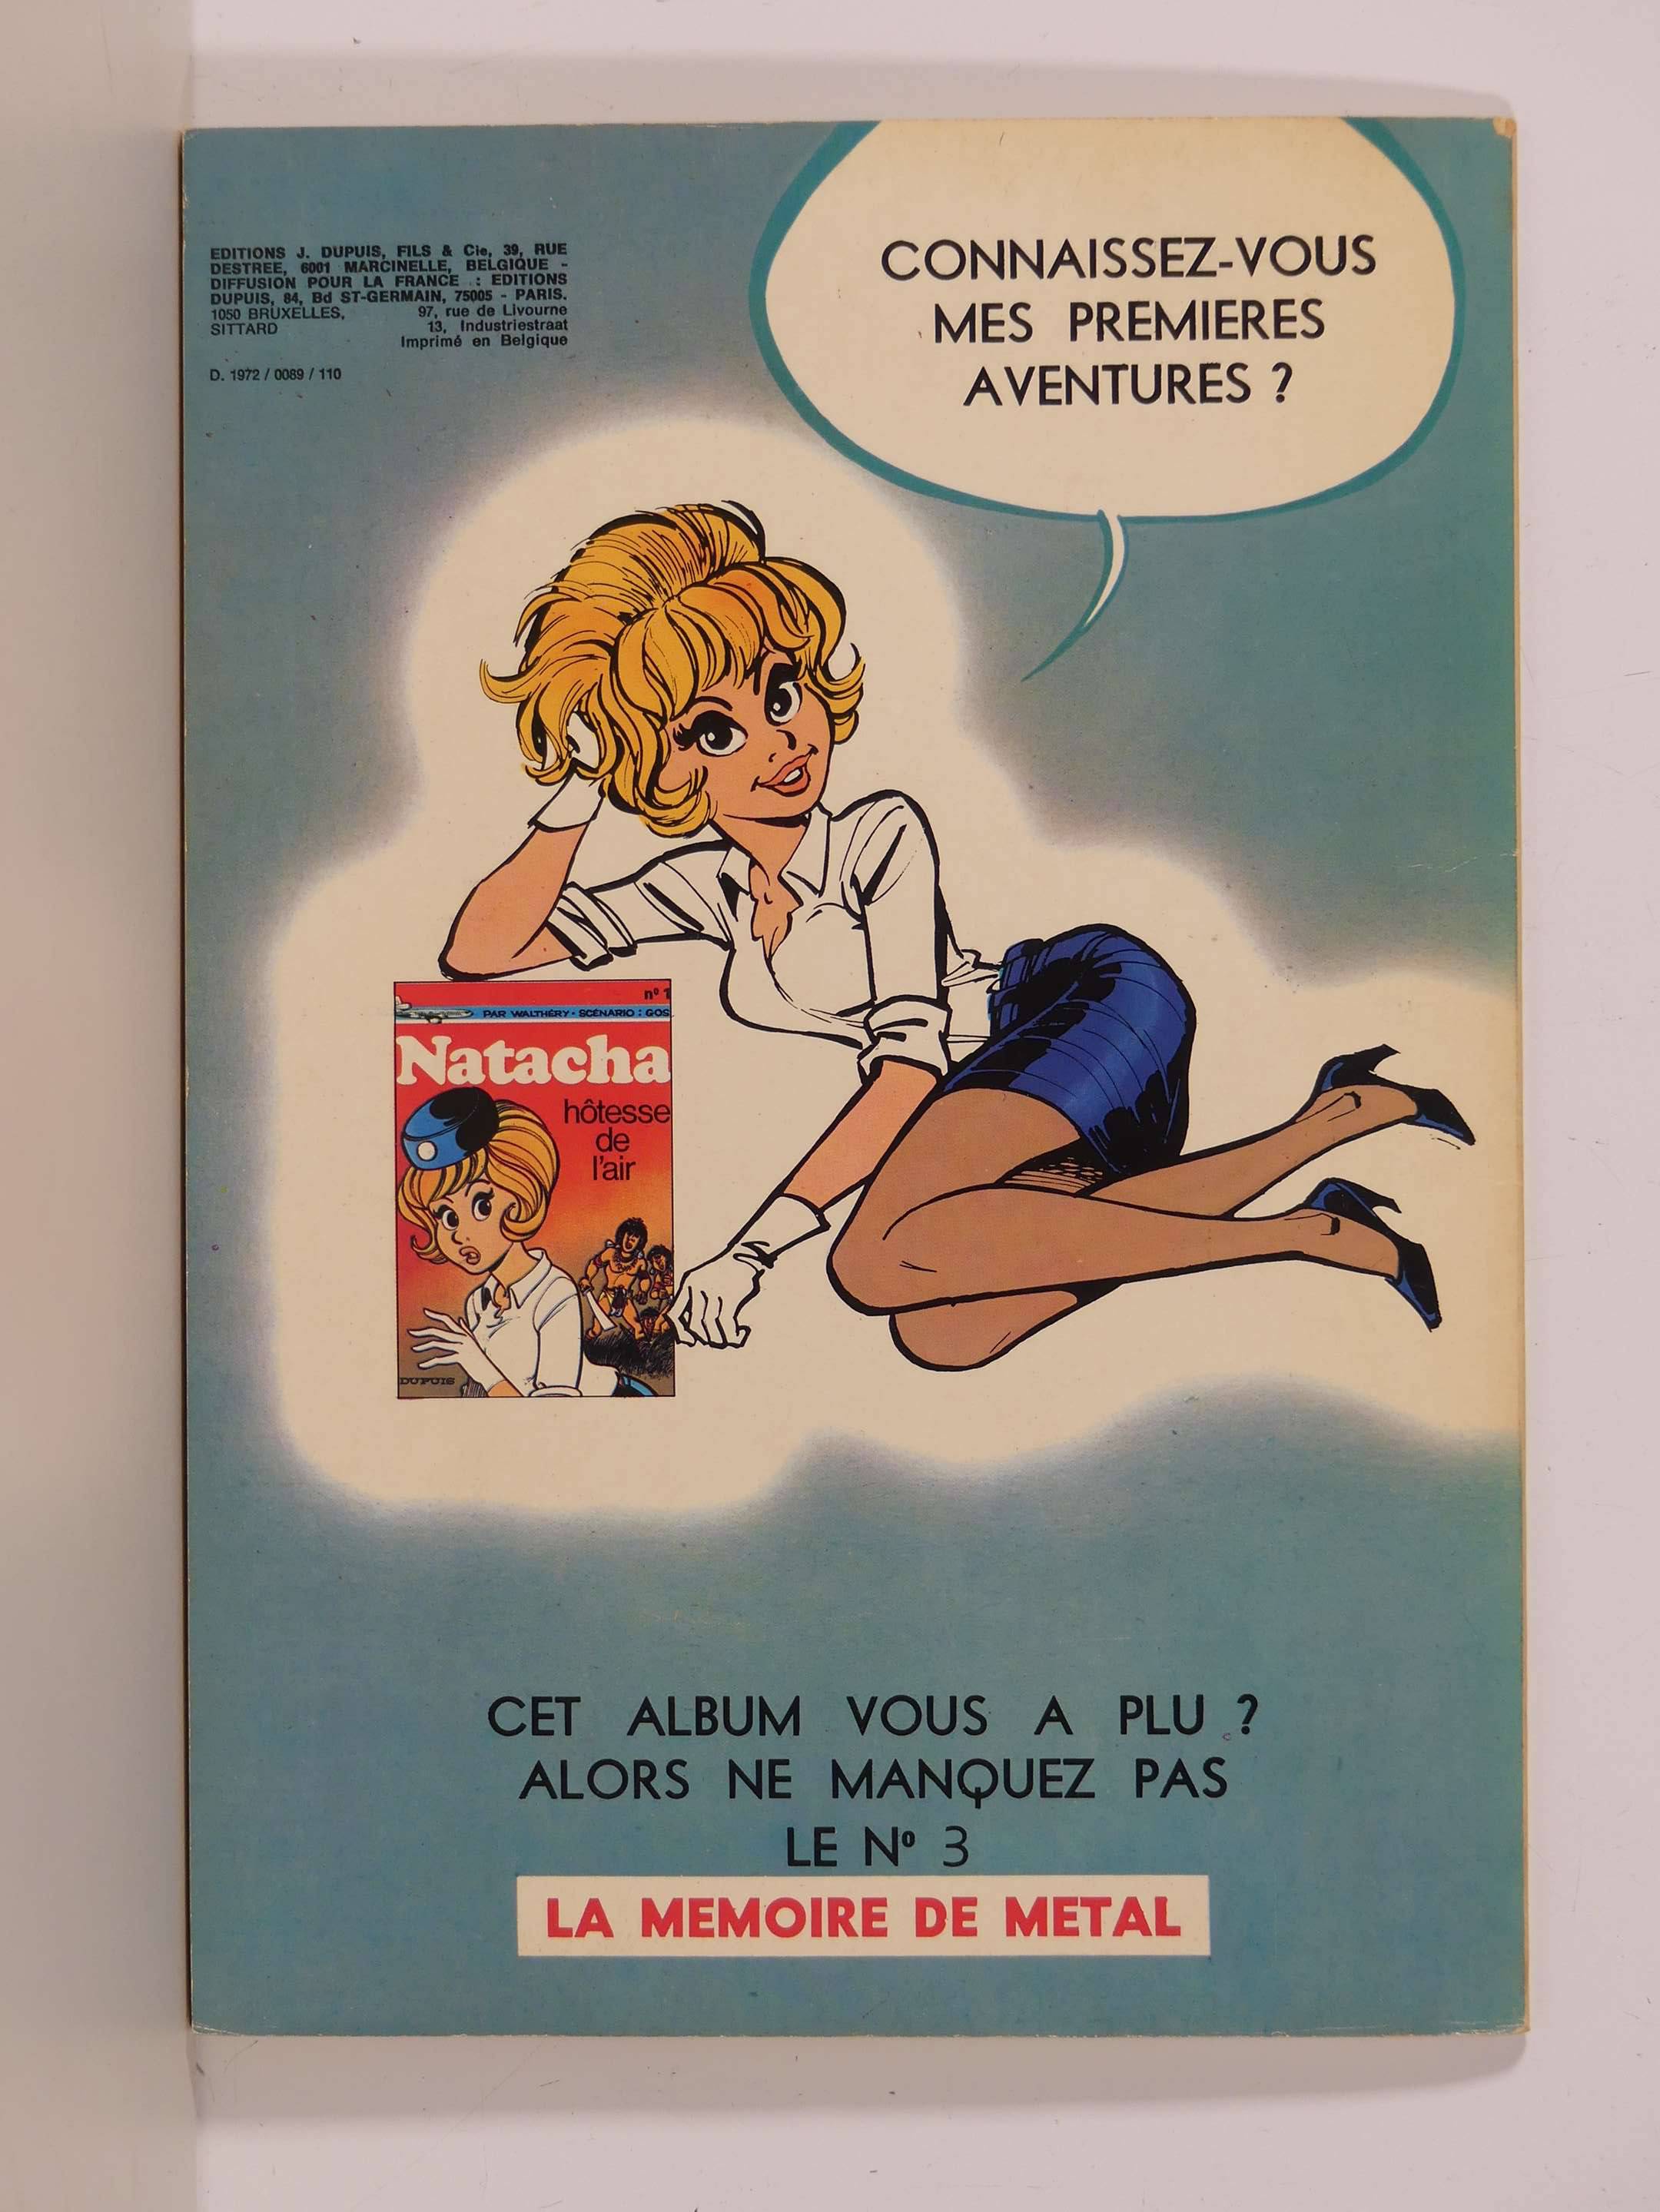 EDITIONS J. DUPUIS, FILS & Cie, 39, RUE
DESTREE, 6001 MARCINELLE, BELGIQUE -
DIFFUSION POUR LA FRANCE : EDITIONS
DUPUIS, 84, Bd ST-GERMAIN, 75005 - PARIS.
1050 BRUXELLES, 97, rue de Livourne
SITTARD 13, Industriestraat
Imprimé en Belgique
D. 1972 / 0089 / 110
CONNAISSEZ-VOUS
MES PREMIERES
AVENTURES ?
nº 1
PAR WALTHÉRY • SCÉNARIO : GOS
Natacha
hôtesse
de
l'air
DUPUIS
CET ALBUM VOUS A PLU ?
ALORS NE MANQUEZ PAS
LE Nº 3
LA MEMOIRE DE METAL